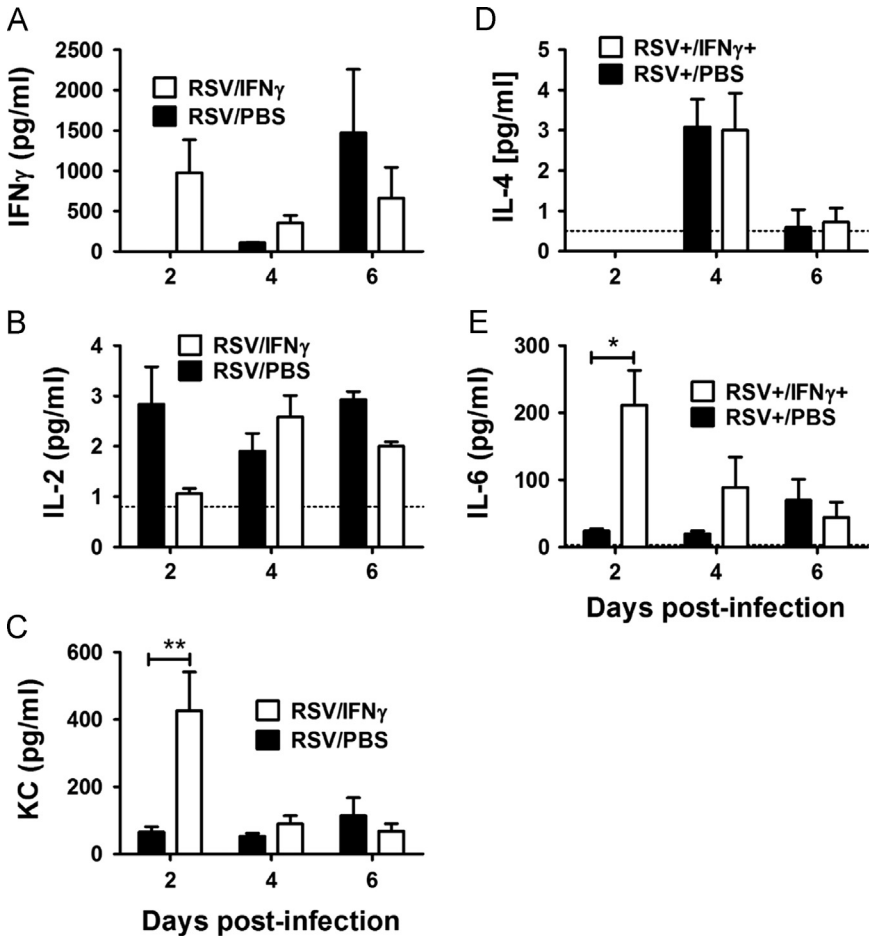 A
IFNγ (pg/ml)
2500
2000
1500
1000
500
0
RSV/IFNγ
RSV/PBS
2 4 6
B
IL-2 (pg/ml)
4
3
2
1
0
RSV/IFNγ
RSV/PBS
2 4 6
C
KC (pg/ml)
600
400
200
0
**
RSV/IFNγ
RSV/PBS
2 4 6
Days post-infection
D
IL-4 [pg/ml]
5
4
3
2
1
0
RSV+/IFNγ+
RSV+/PBS
2 4 6
E
IL-6 (pg/ml)
300
200
100
0
*
RSV+/IFNγ+
RSV+/PBS
2 4 6
Days post-infection